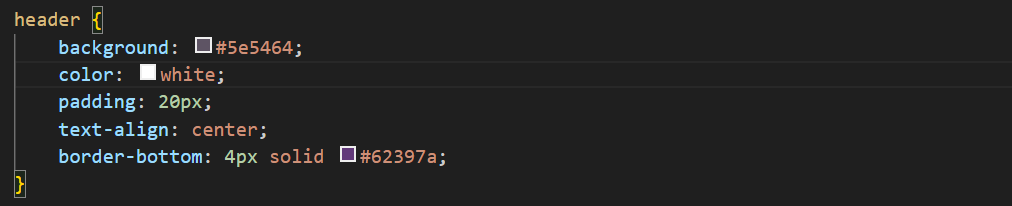 header {
    background: #5e5464;
    color: white;
    padding: 20px;
    text-align: center;
    border-bottom: 4px solid #62397a;
}